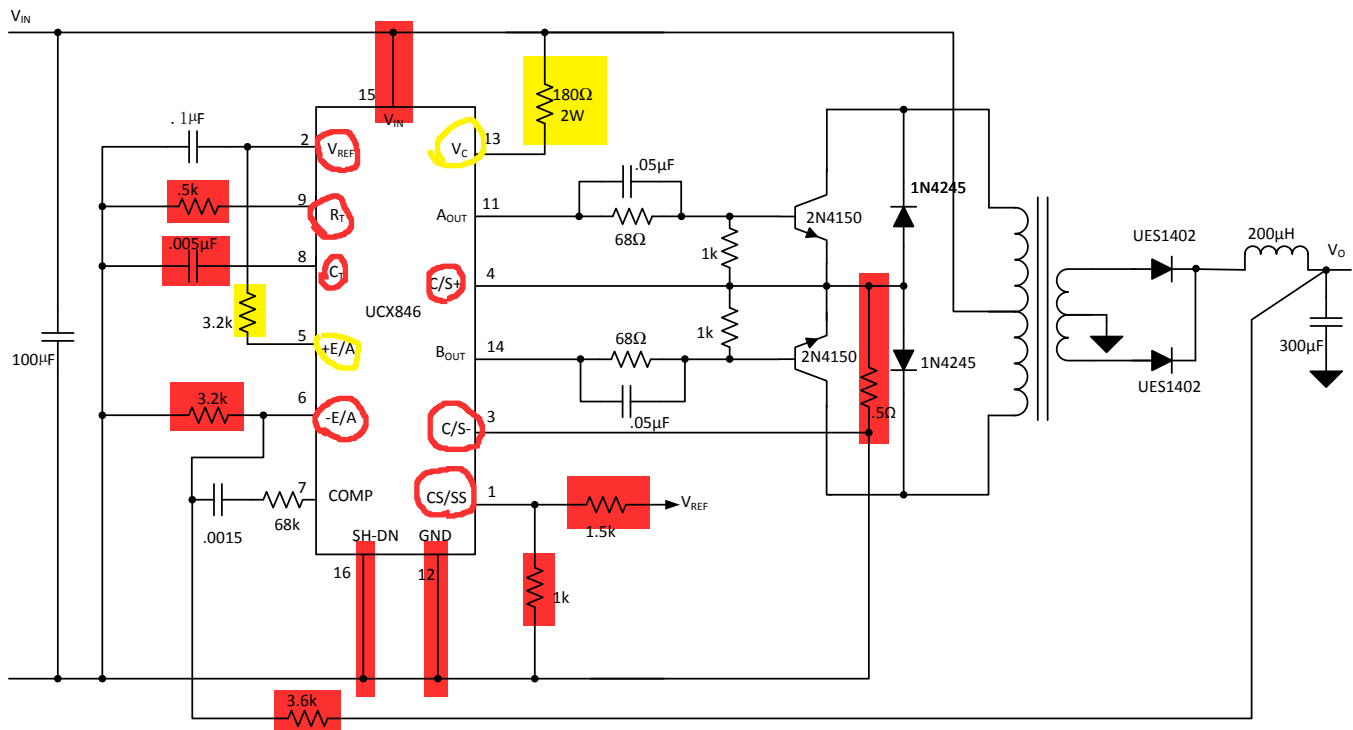 VIN
15
VIN
180Ω
2W
.1µF
2
VREF
VC
13
.05µF
.5k
9
RT
AOUT
11
68Ω
2N4150
1N4245
UES1402
200µH
VO
.005µF
8
CT
C/S+
4
1k
3.2k
UCX846
1k
5
+E/A
BOUT
14
68Ω
2N4150
1N4245
300µF
100µF
UES1402
3.2k
6
-E/A
C/S-
3
.05µF
.5Ω
7
COMP
CS/SS
1
VREF
.0015
68k
1.5k
SH-DN
GND
16
12
1k
3.6k